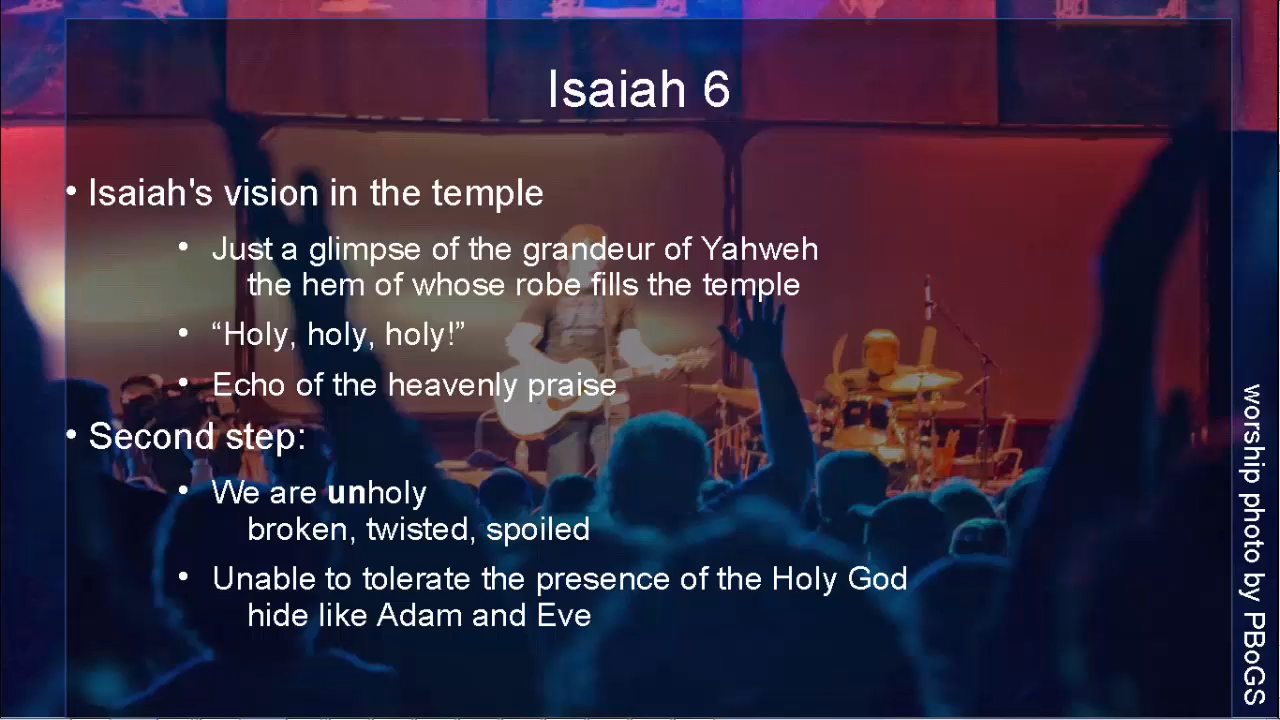 Isaiah 6
• Isaiah's vision in the temple
• Just a glimpse of the grandeur of Yahweh
the hem of whose robe fills the temple
• “Holy, holy, holy!”
• Echo of the heavenly praise
• Second step:
• We are unholy
broken, twisted, spoiled
• Unable to tolerate the presence of the Holy God
hide like Adam and Eve
worship photo by PBoGS